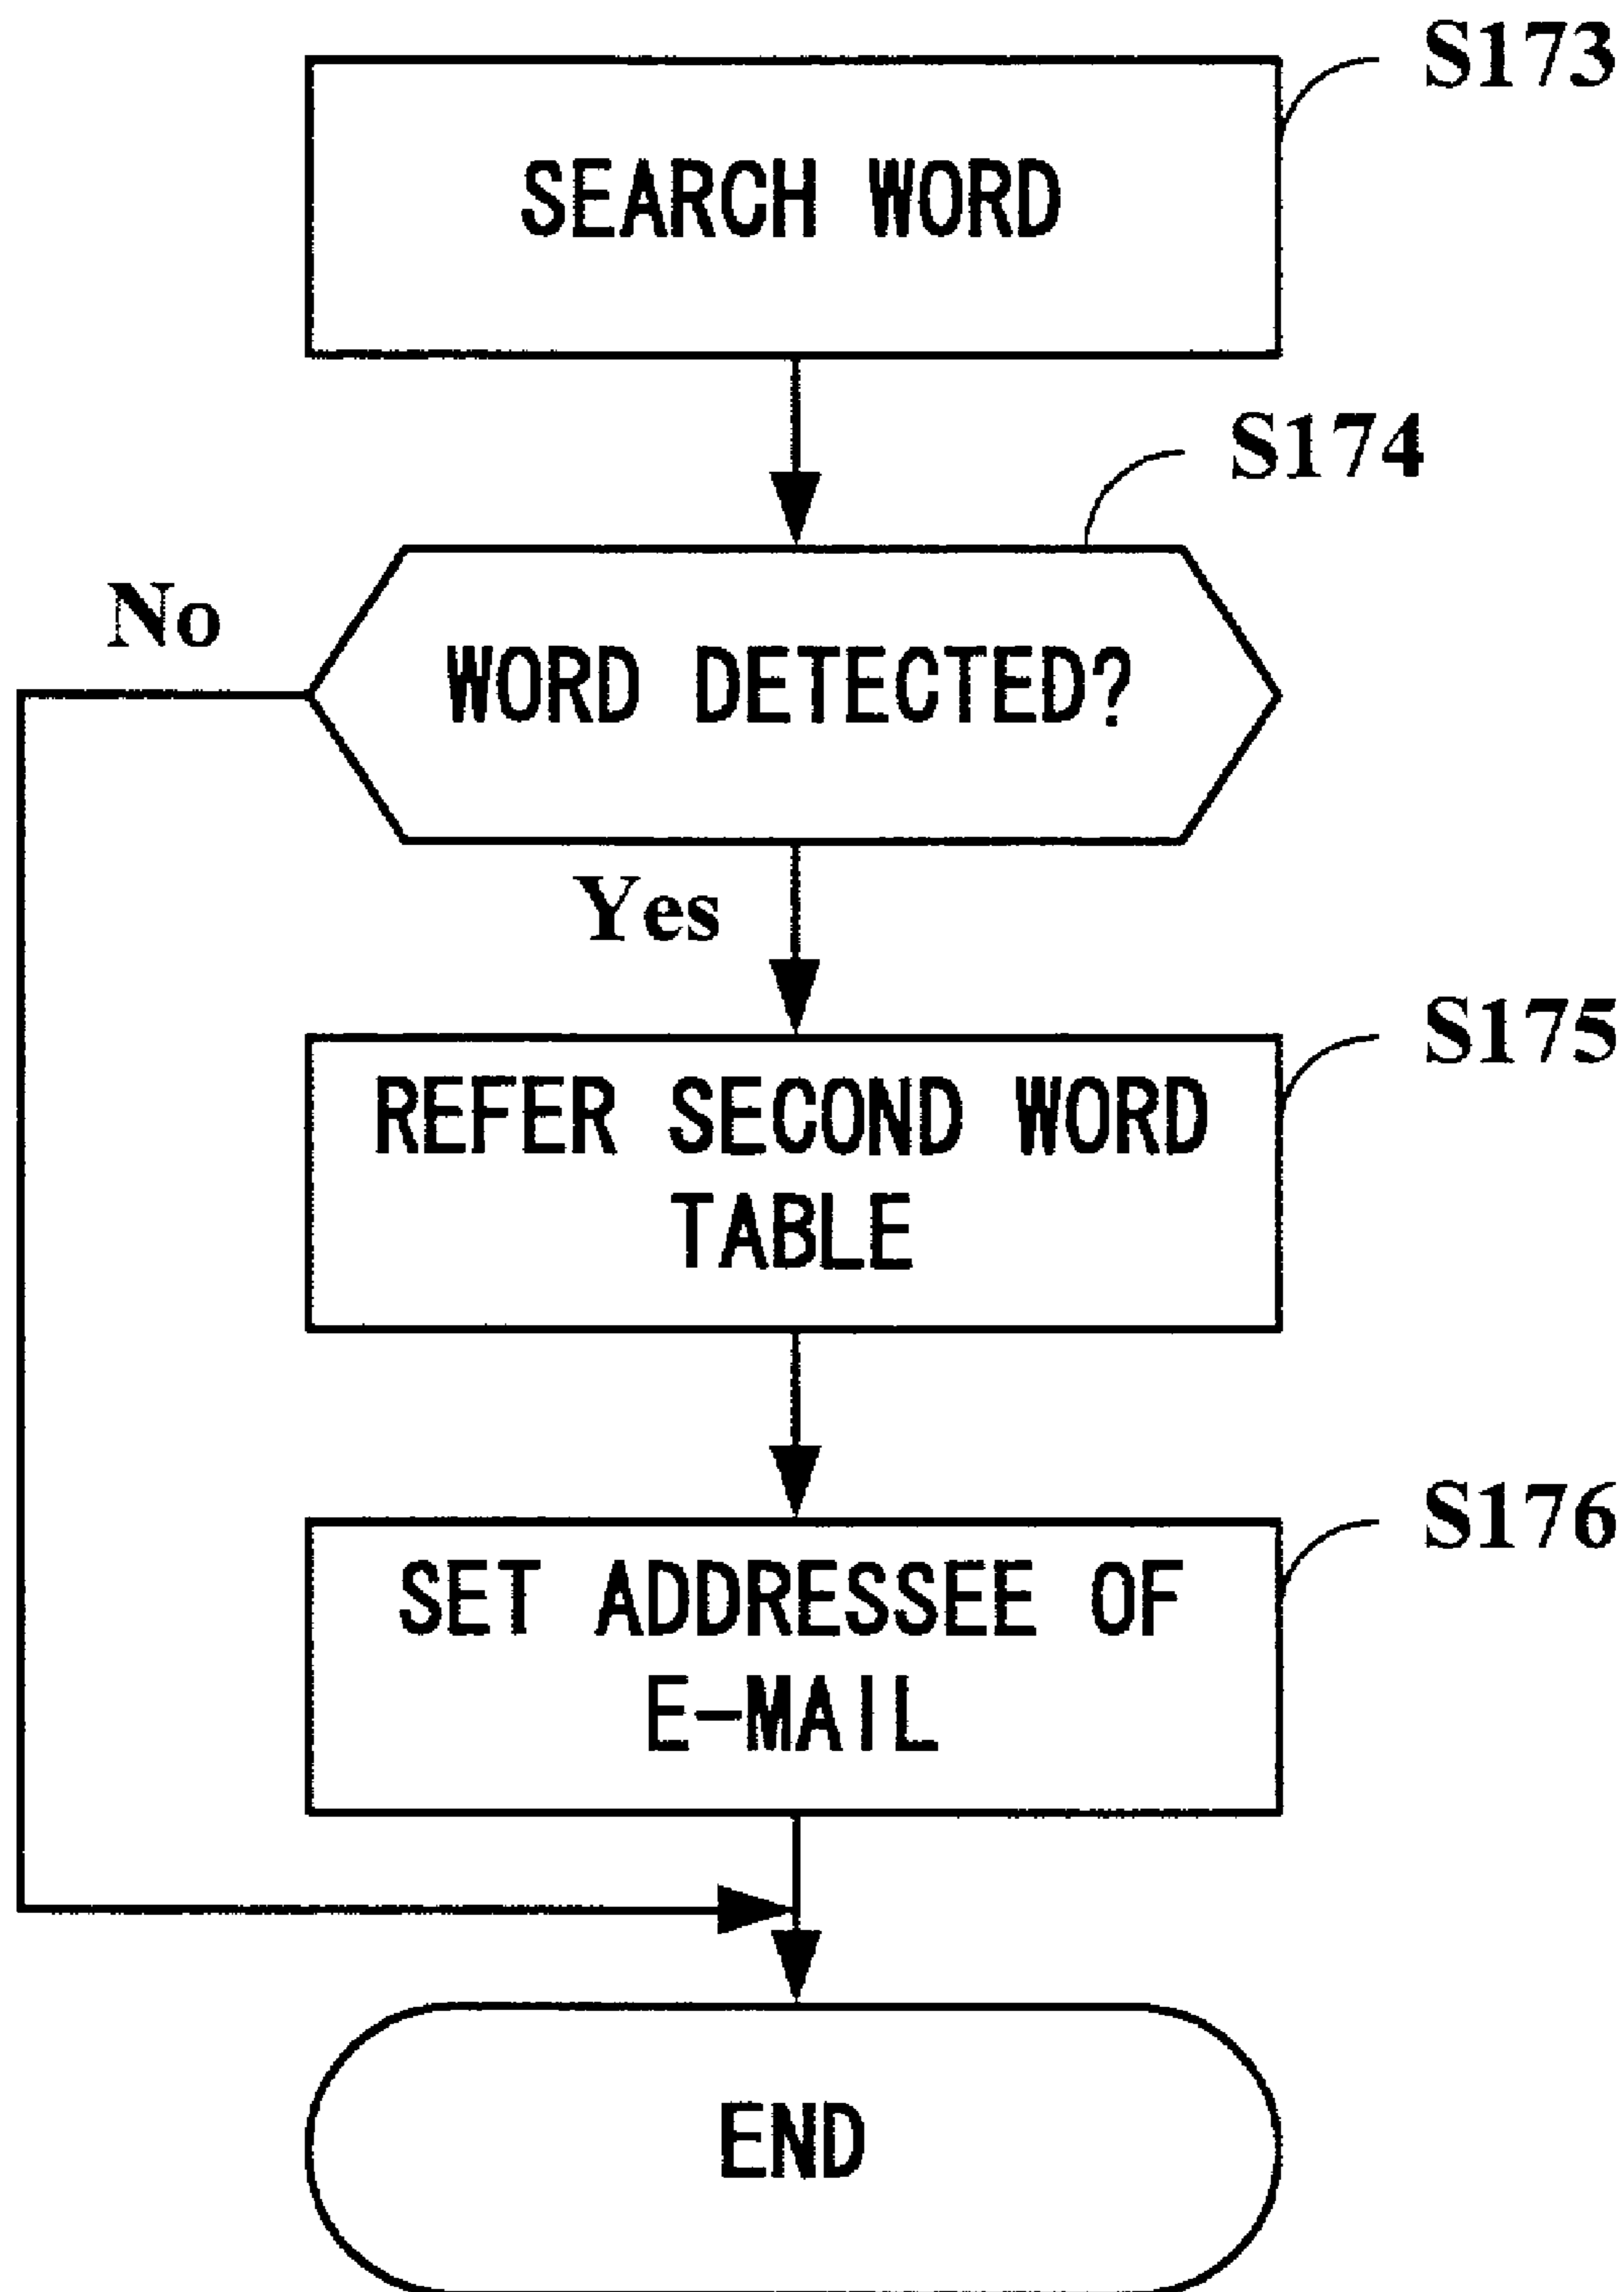 S173
SEARCH WORD
S174
No
WORD DETECTED?
Yes
S175
REFER SECOND WORD
TABLE
S176
SET ADDRESSEE OF
E-MAIL
END